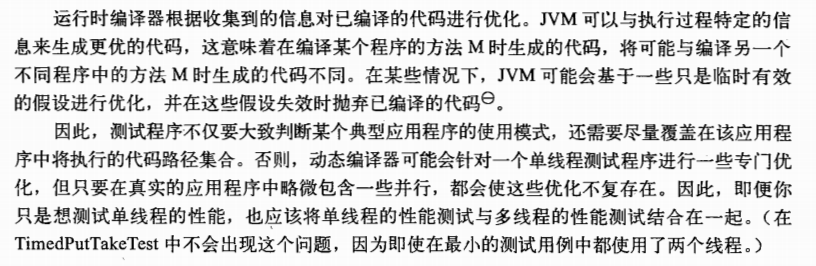 运行时编译器根据收集到的信息对已编译的代码进行优化。JVM 可以与执行过程特定的信
息来生成更优的代码，这意味着在编译某个程序的方法 M 时生成的代码，将可能与编译另一个
不同程序中的方法 M 时生成的代码不同。在某些情况下，JVM 可能会基于一些只是临时有效
的假设进行优化，并在这些假设失效时抛弃已编译的代码⊖。
因此，测试程序不仅要大致判断某个典型应用程序的使用模式，还需要尽量覆盖在该应用程
序中将执行的代码路径集合。否则，动态编译器可能会针对一个单线程测试程序进行一些专门优
化，但只要在真实的应用程序中略微包含一些并行，都会使这些优化不复存在。因此，即便你
只是想测试单线程的性能，也应该将单线程的性能测试与多线程的性能测试结合在一起。（在
TimedPutTakeTest 中不会出现这个问题，因为即使在最小的测试用例中都使用了两个线程。）